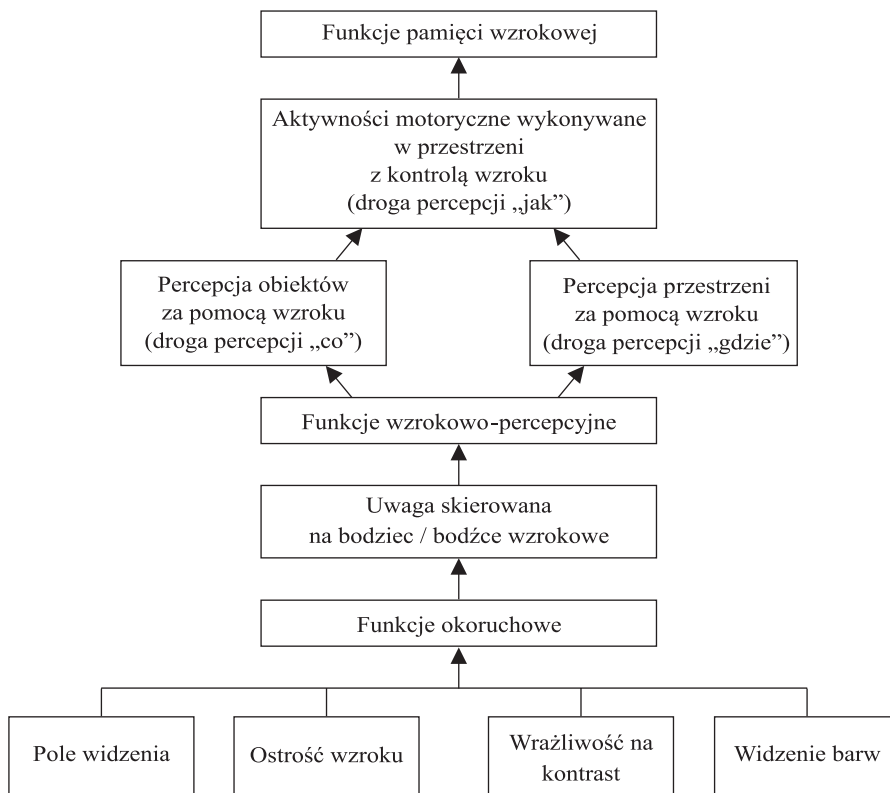 Funkcje pamięci wzrokowej
Aktywności motoryczne wykonywane
w przestrzeni
z kontrolą wzroku
(droga percepcji „jak”)
Percepcja obiektów
za pomocą wzroku
(droga percepcji „co”)
Percepcja przestrzeni
za pomocą wzroku
(droga percepcji „gdzie”)
Funkcje wzrokowo-percepcyjne
Uwaga skierowana
na bodziec / bodźce wzrokowe
Funkcje okoruchowe
Pole widzenia
Ostrość wzroku
Wrażliwość na
kontrast
Widzenie barw